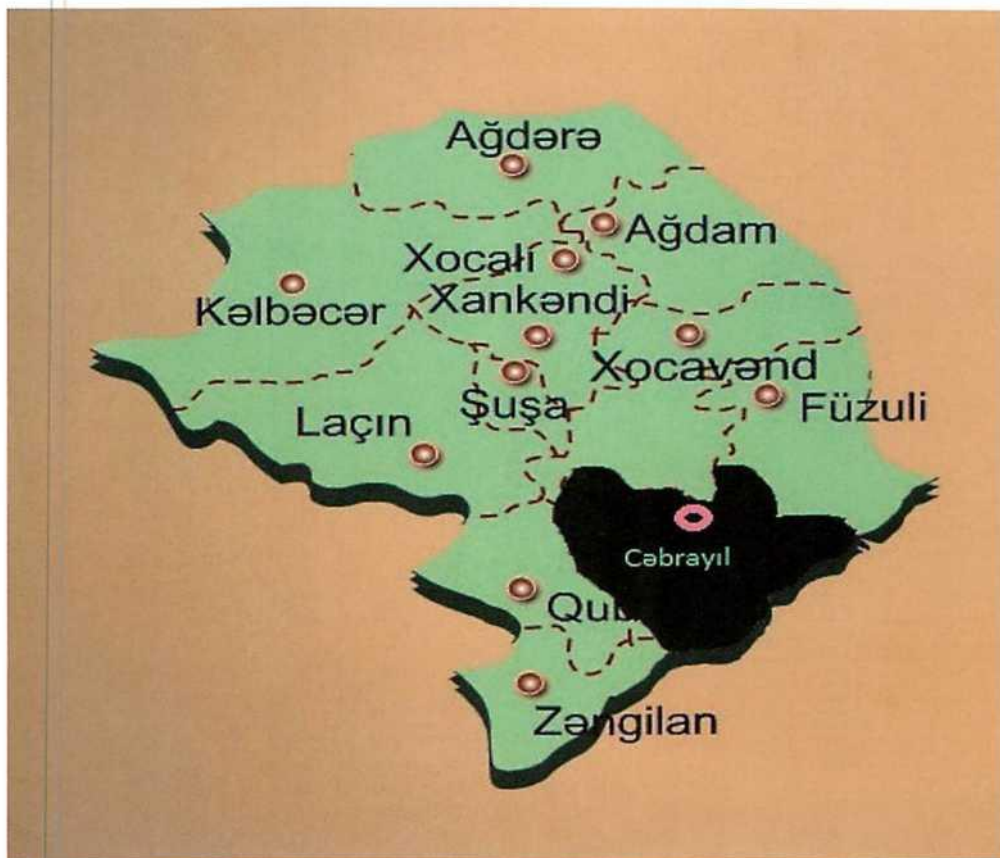 Ağdərə
Ağdam
Xocalı
Kəlbəcər
Xankəndi
Xocavənd
Şuşa
Füzuli
Laçın
Cəbrayıl
Zəngilan